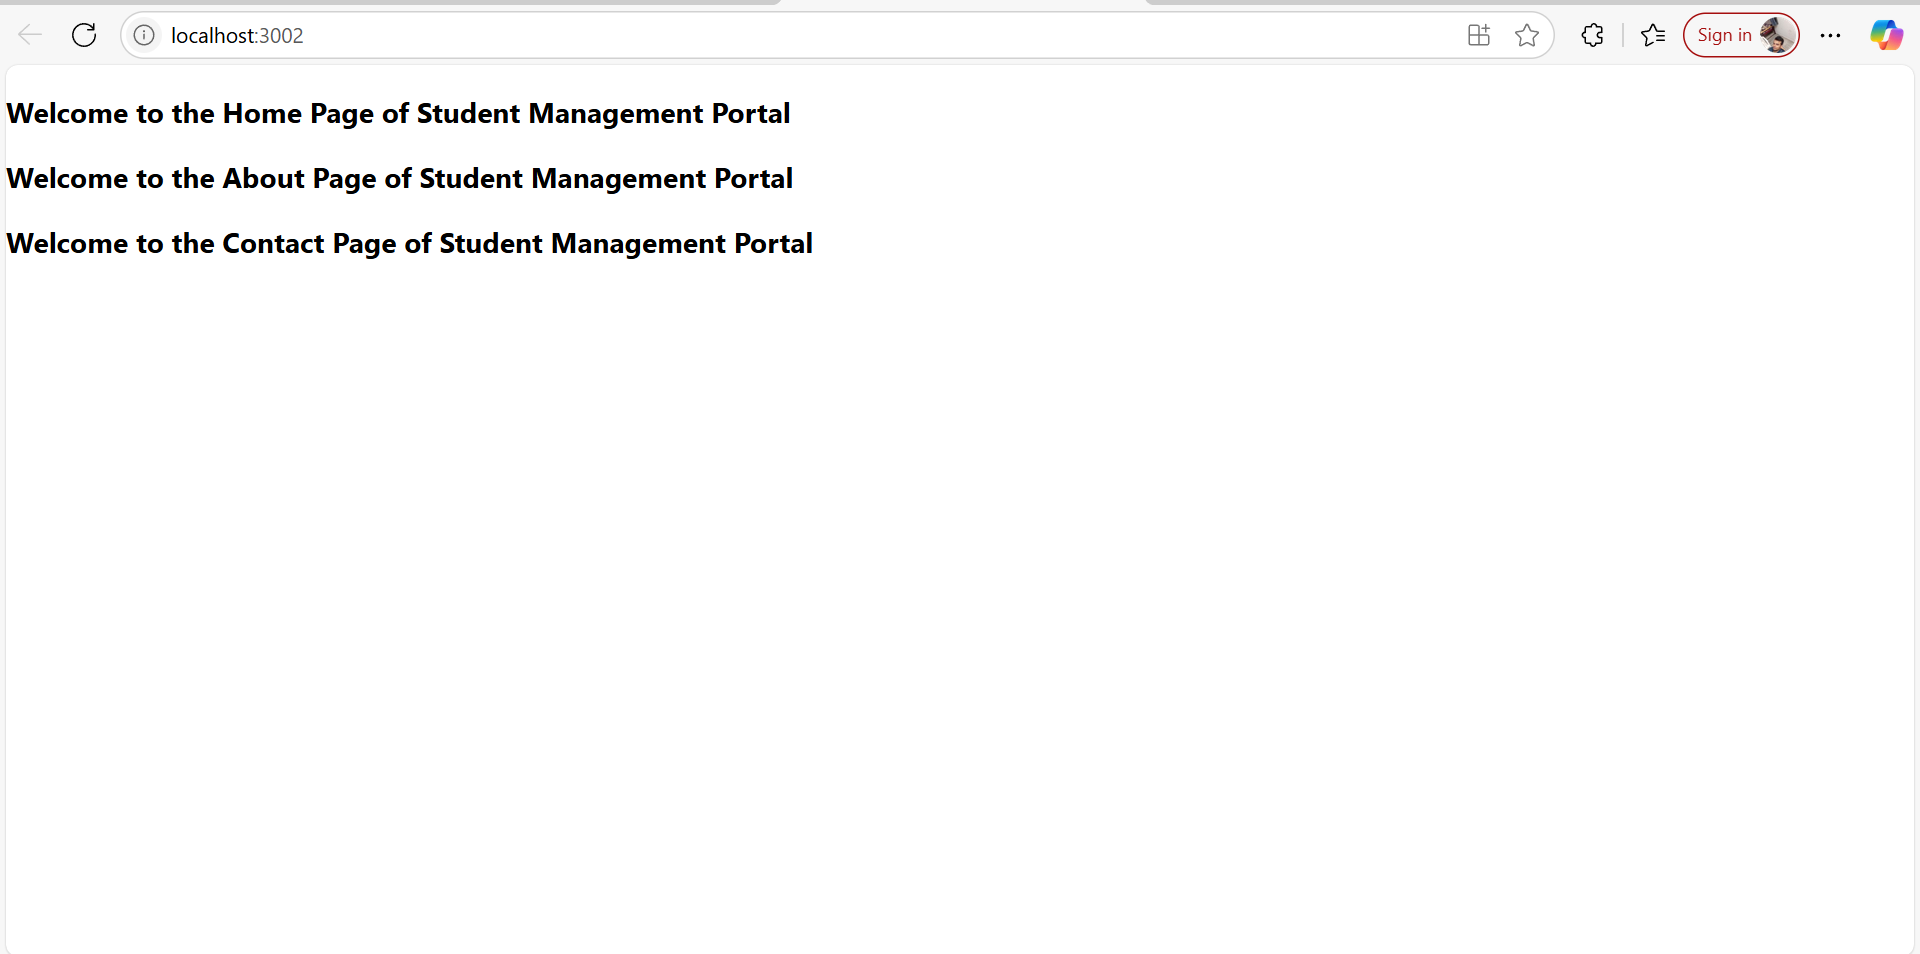 localhost:3002
Sign in
Welcome to the Home Page of Student Management Portal
Welcome to the About Page of Student Management Portal
Welcome to the Contact Page of Student Management Portal